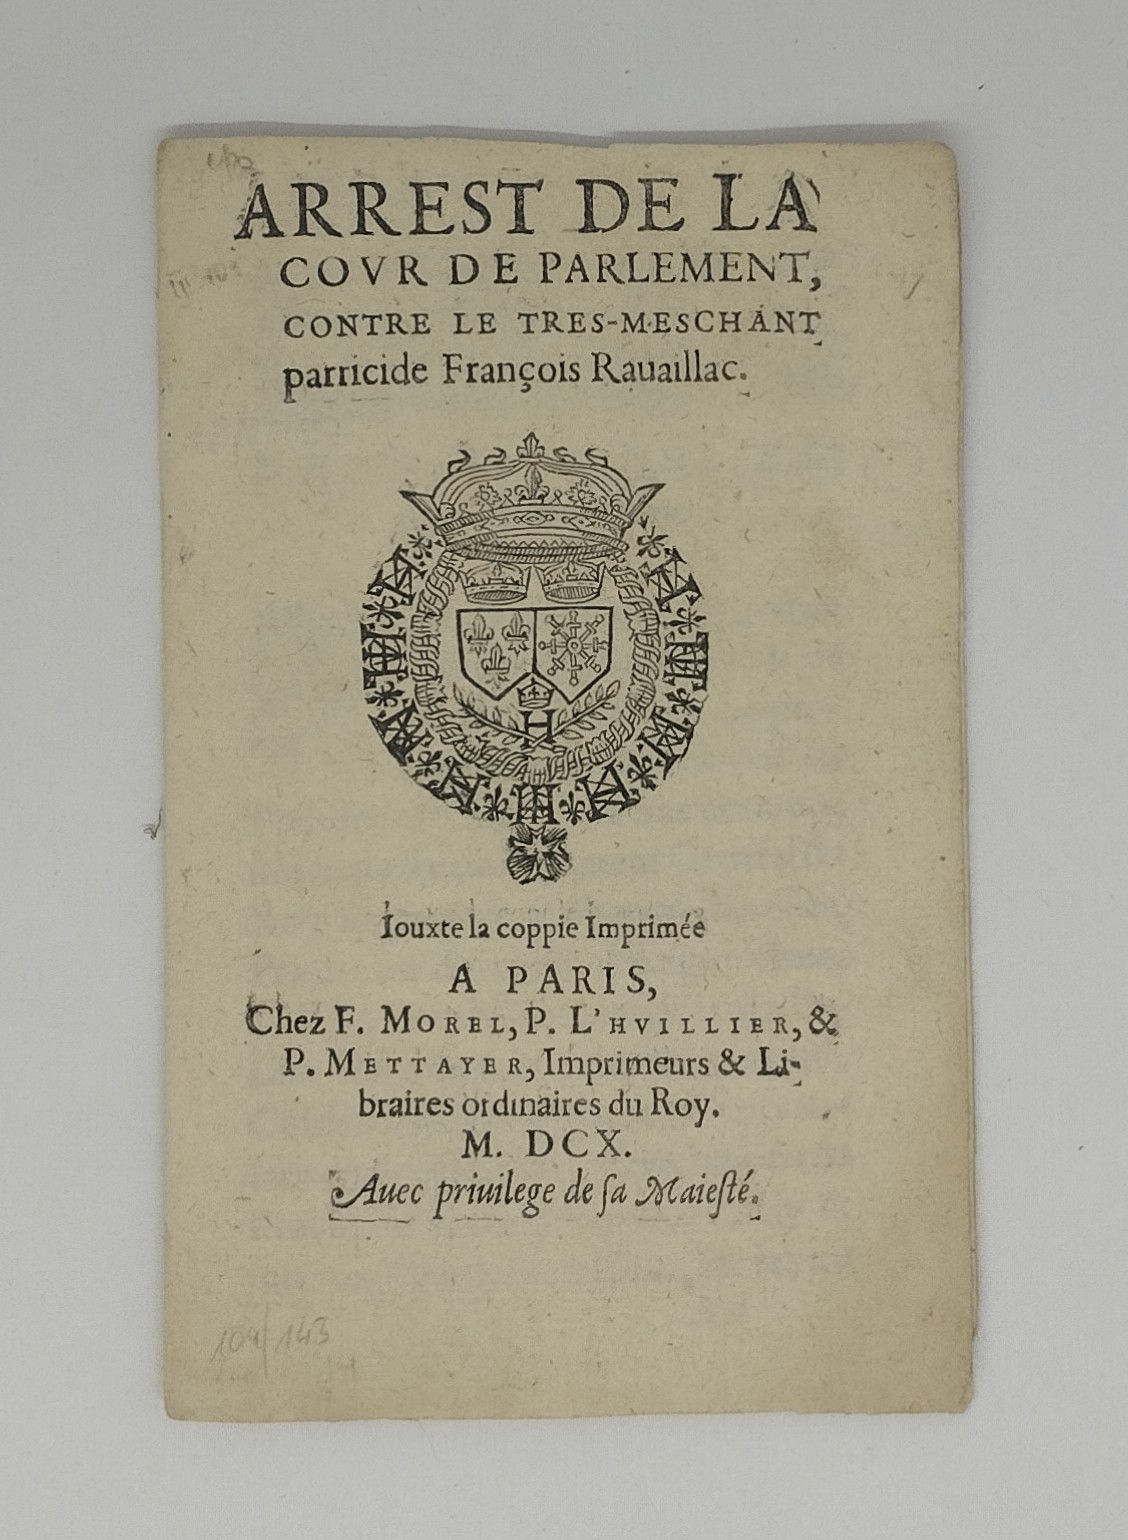 ARREST DE LA
COVR DE PARLEMENT,
CONTRE LE TRES-MESCHANT
parricide François Rauaillac.
H
Iouxte la coppie Imprimée
A PARIS,
Chez F. MOREL, P. L'HVILLIER, &
P. METTAYER, Imprimeurs & Li-
braires ordinaires du Roy.
M. DCX.
Auec priuilege de ſa Maieſté.
109/143